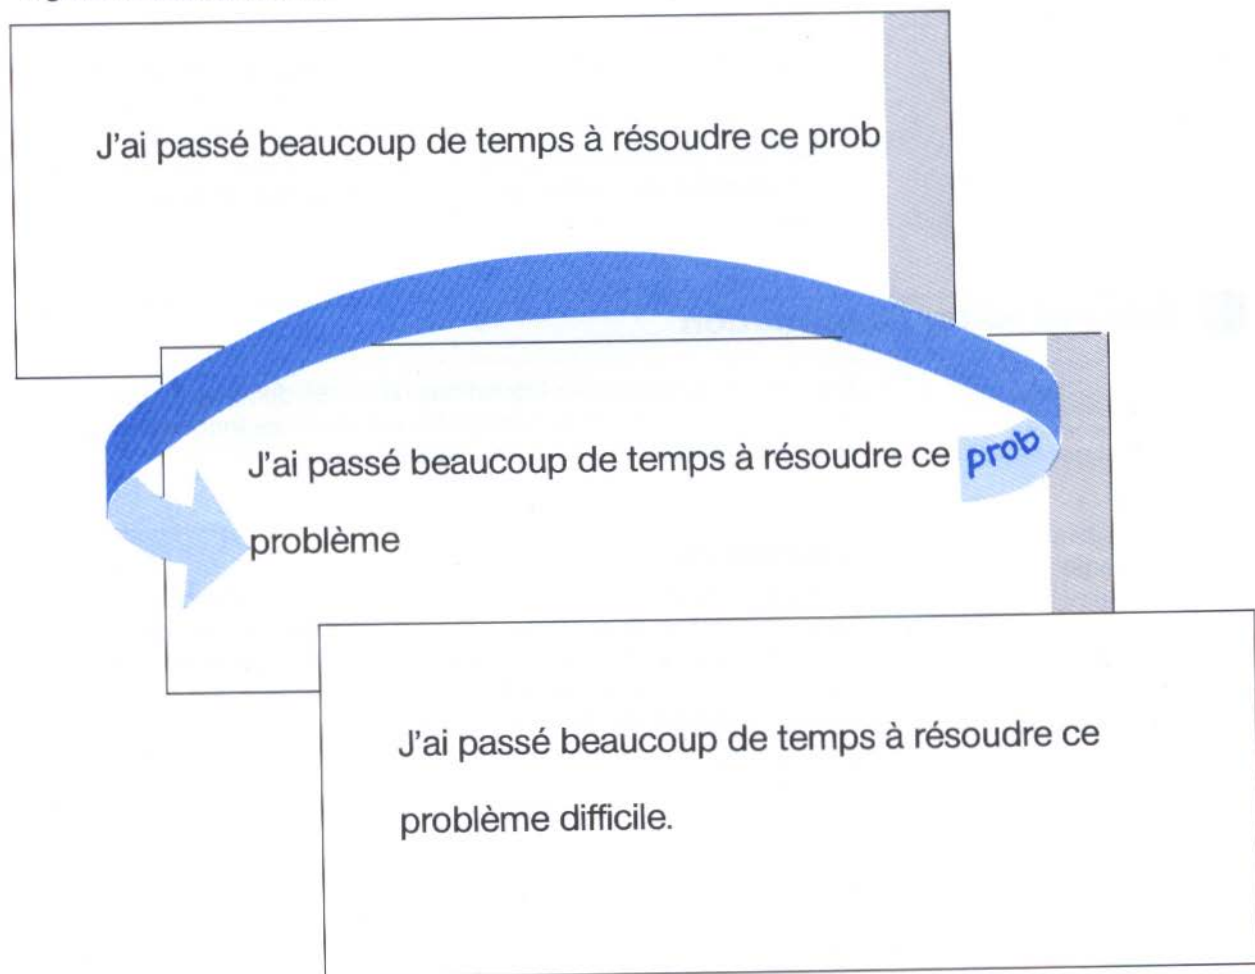 J'ai passé beaucoup de temps à résoudre ce prob
J'ai passé beaucoup de temps à résoudre ce prob
problème
J'ai passé beaucoup de temps à résoudre ce
problème difficile.